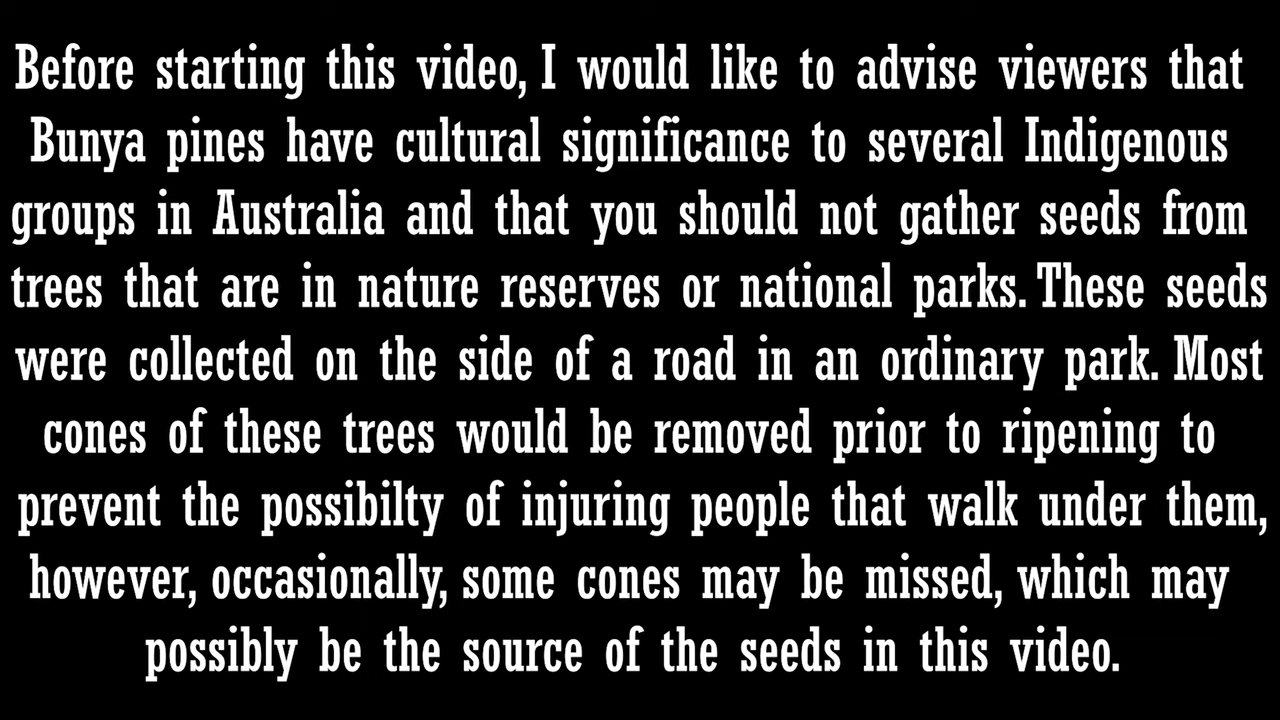 Before starting this video, I would like to advise viewers that
Bunya pines have cultural significance to several Indigenous
groups in Australia and that you should not gather seeds from
trees that are in nature reserves or national parks. These seeds
were collected on the side of a road in an ordinary park. Most
cones of these trees would be removed prior to ripening to
prevent the possibilty of injuring people that walk under them,
however, occasionally, some cones may be missed, which may
possibly be the source of the seeds in this video.